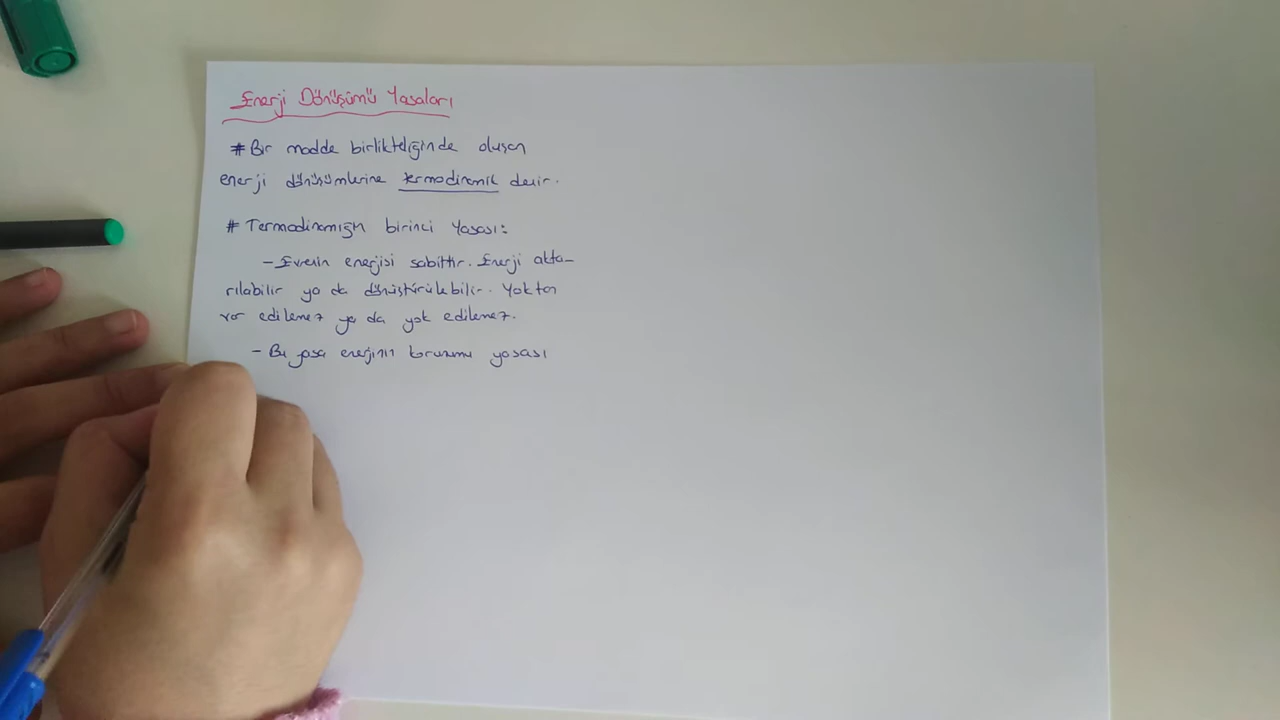 Enerji Dönüşümü Yasaları
# Bir madde birlikteliğinde oluşan
enerji dönüşümlerine termodinamik denir.
# Termodinamiğin birinci Yasası:
- Evrenin enerjisi sabittir. Enerji akta-
rılabilir ya da dönüştürülebilir. Yoktan
var edilemez ya da yok edilemez.
- Bu yasa enerjinin korunumu yasası